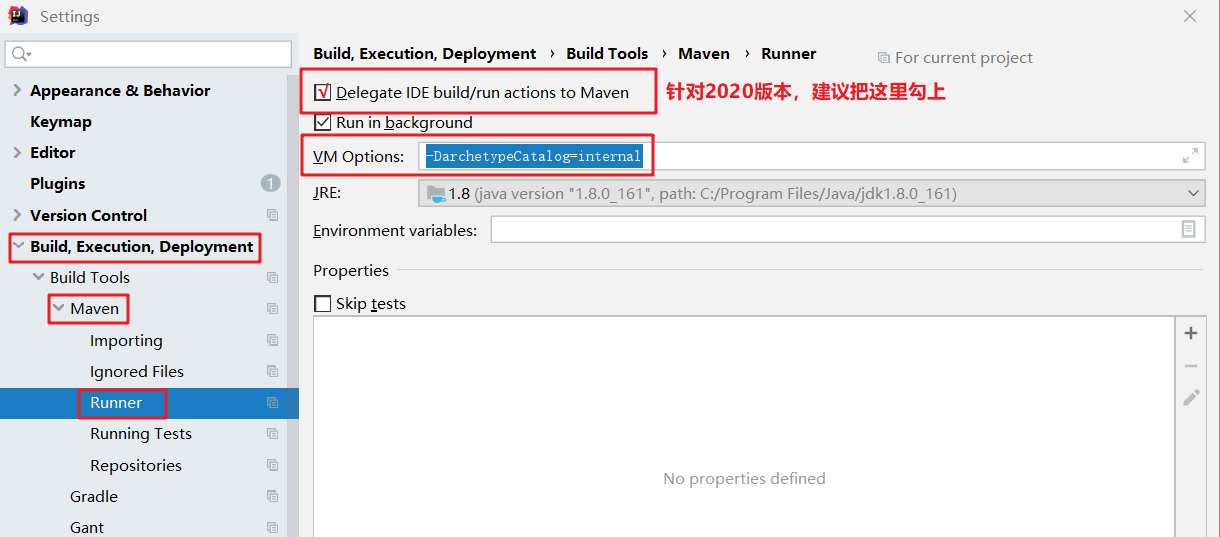 Settings
Build, Execution, Deployment › Build Tools › Maven › Runner
For current project
Appearance & Behavior
Keymap
Editor
Plugins
1
Version Control
Build, Execution, Deployment
Build Tools
Maven
Importing
Ignored Files
Runner
Running Tests
Repositories
Gradle
Gant
Delegate IDE build/run actions to Maven
针对2020版本，建议把这里勾上
Run in background
VM Options: -DarchetypeCatalog=internal
JRE: 1.8 (java version "1.8.0_161", path: C:/Program Files/Java/jdk1.8.0_161)
Environment variables:
Properties
Skip tests
No properties defined